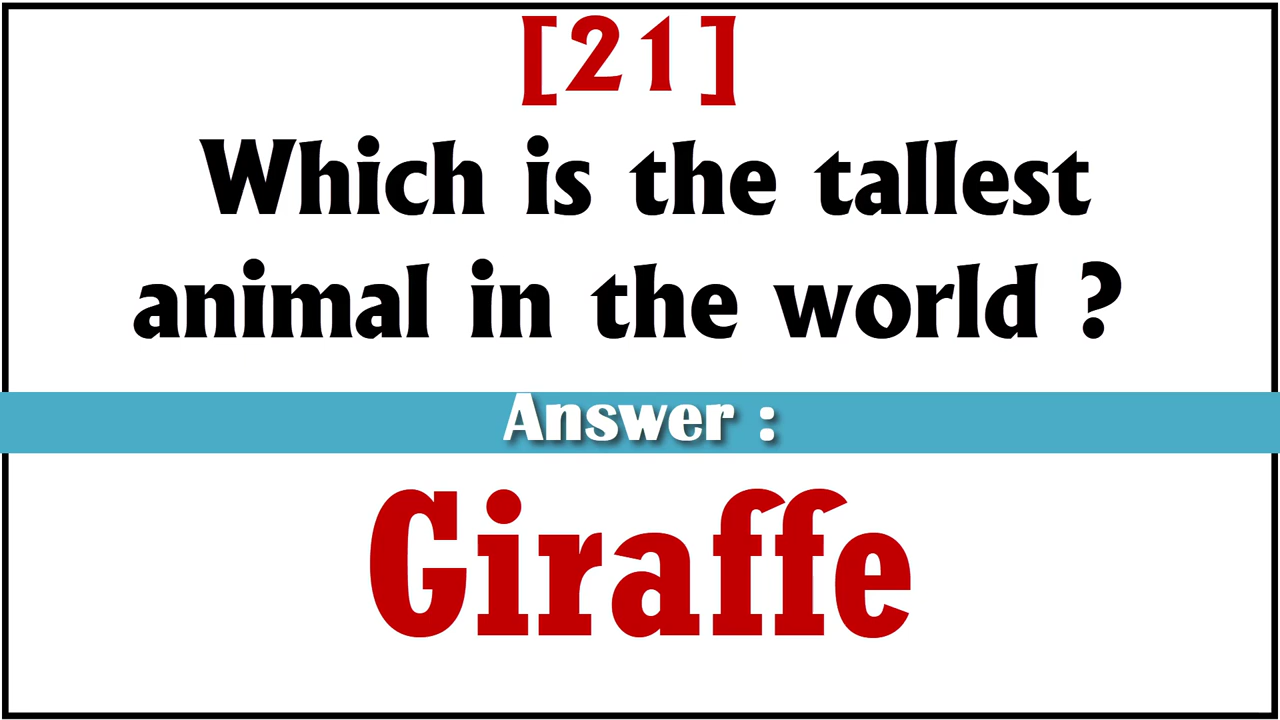 [21]
Which is the tallest
animal in the world ?
Answer :
Giraffe